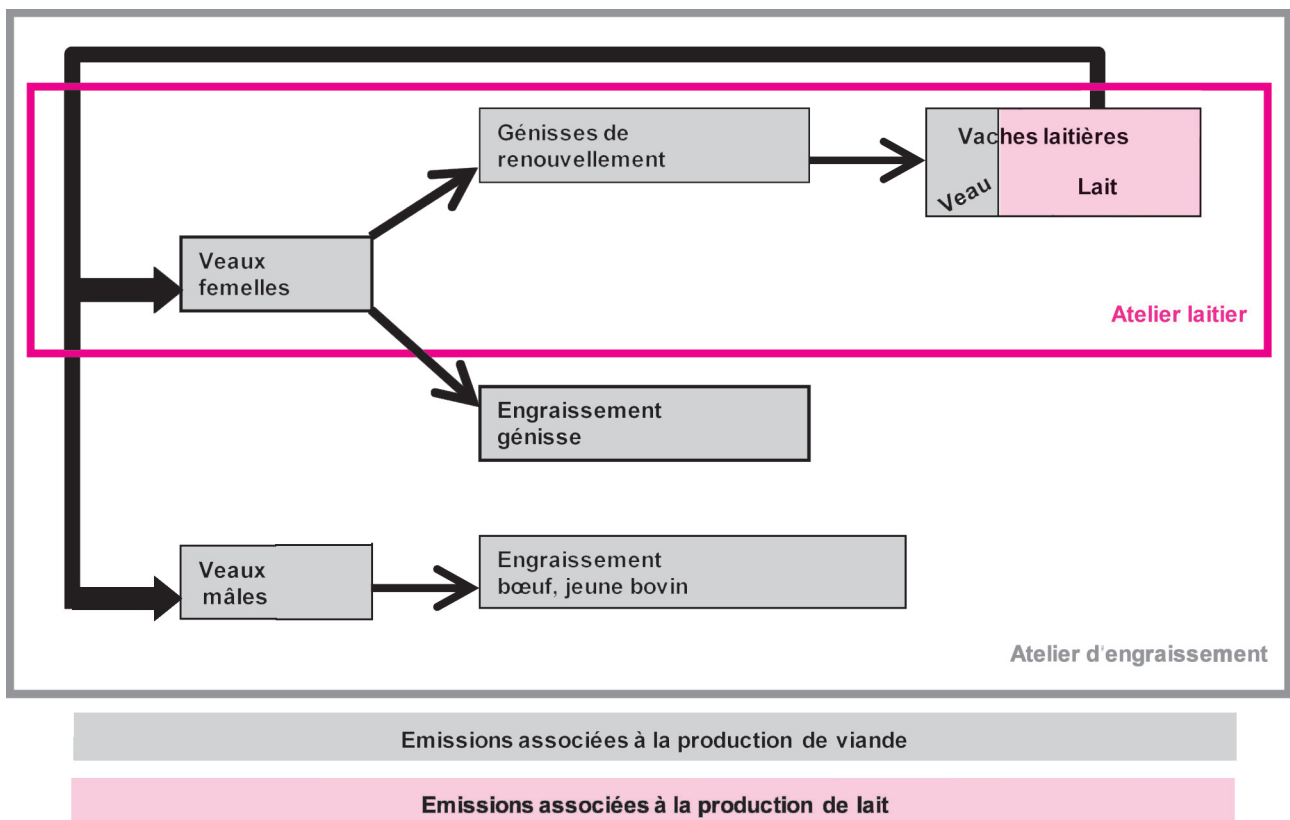 Génisses de
renouvellement
Vaches laitières
Veau
Lait
Veaux
femelles
Atelier laitier
Engraissement
génisse
Veaux
mâles
Engraissement
bœuf, jeune bovin
Atelier d'engraissement
Emissions associées à la production de viande
Emissions associées à la production de lait